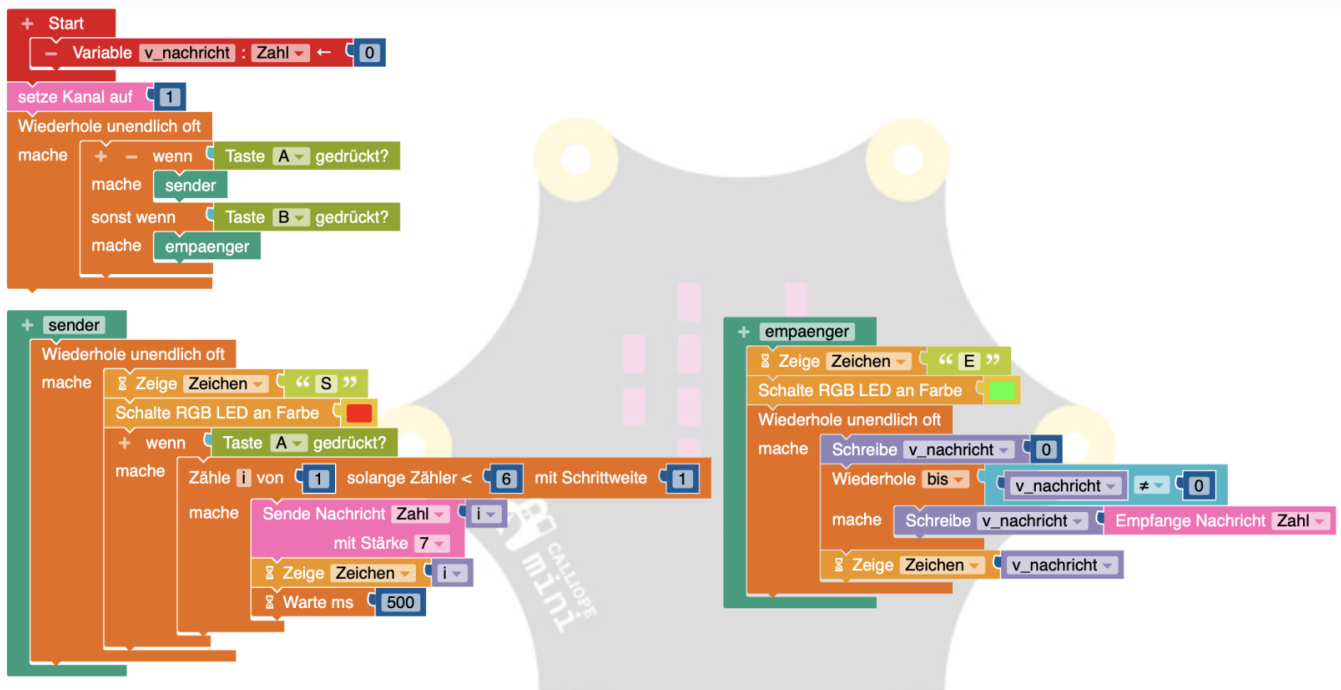 + Start
− Variable v_nachricht : Zahl ← 0
setze Kanal auf 1
Wiederhole unendlich oft
mache + − wenn Taste A gedrückt?
mache sender
sonst wenn Taste B gedrückt?
mache empaenger
+ sender
Wiederhole unendlich oft
mache Zeige Zeichen “ S ”
Schalte RGB LED an Farbe
+ wenn Taste A gedrückt?
mache Zähle i von 1 solange Zähler < 6 mit Schrittweite 1
mache Sende Nachricht Zahl i
mit Stärke 7
Zeige Zeichen i
Warte ms 500
+ empaenger
Zeige Zeichen “ E ”
Schalte RGB LED an Farbe
Wiederhole unendlich oft
mache Schreibe v_nachricht 0
Wiederhole bis v_nachricht ≠ 0
mache Schreibe v_nachricht Empfange Nachricht Zahl
Zeige Zeichen v_nachricht
CALLIOPE
mini